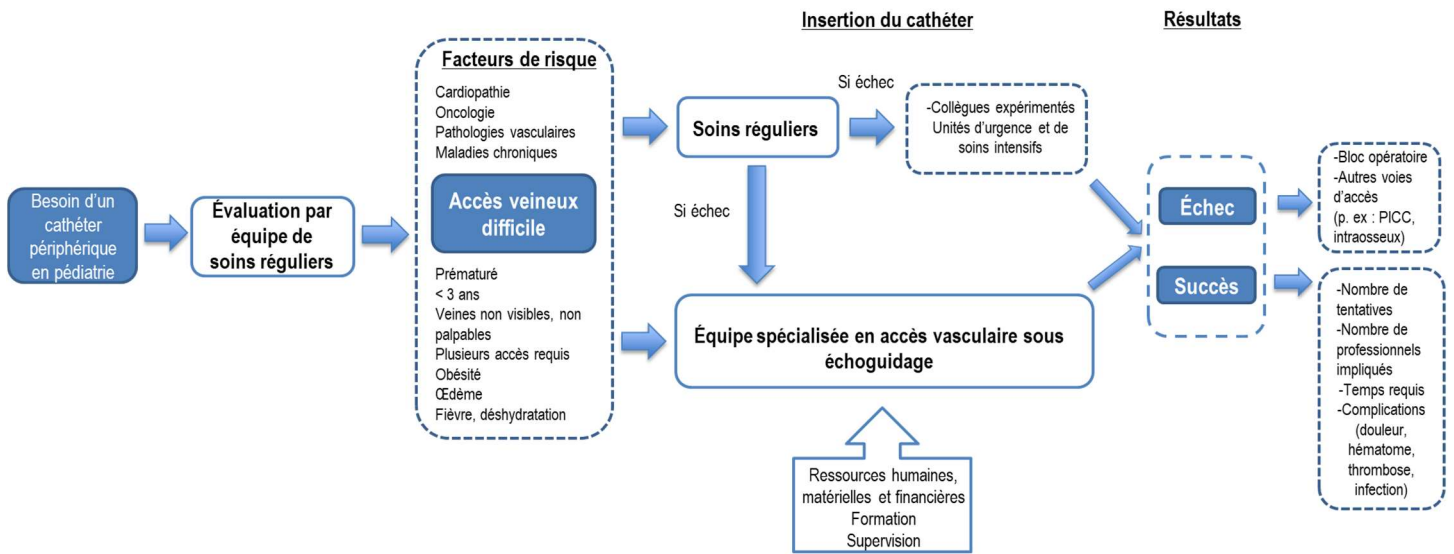 Insertion du cathéter
Résultats
Facteurs de risque
Cardiopathie
Oncologie
Pathologies vasculaires
Maladies chroniques
Accès veineux
difficile
Prématuré
< 3 ans
Veines non visibles, non
palpables
Plusieurs accès requis
Obésité
Œdème
Fièvre, déshydratation
Besoin d'un
cathéter
périphérique
en pédiatrie
Évaluation par
équipe de
soins réguliers
Soins réguliers
Si échec
-Collègues expérimentés
Unités d'urgence et de
soins intensifs
Si échec
Équipe spécialisée en accès vasculaire sous
échoguidage
Ressources humaines,
matérielles et financières
Formation
Supervision
Échec
Succès
-Bloc opératoire
-Autres voies
d'accès
(p. ex : PICC,
intraosseux)
-Nombre de
tentatives
-Nombre de
professionnels
impliqués
-Temps requis
-Complications
(douleur,
hématome,
thrombose,
infection)